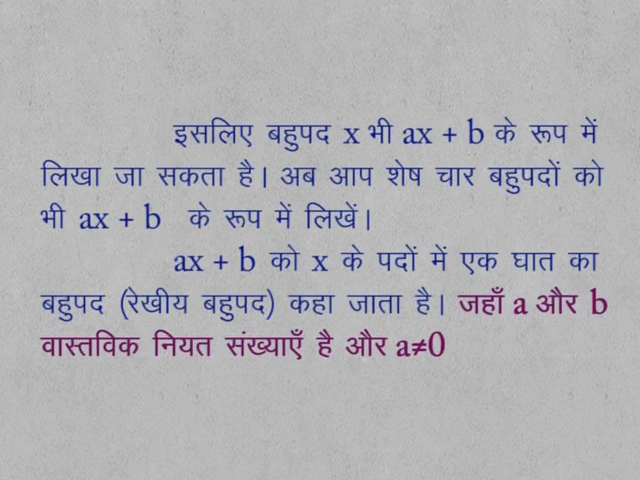 इसलिए बहुपद x भी ax + b के रूप में
लिखा जा सकता है। अब आप शेष चार बहुपदों को
भी ax + b के रूप में लिखें।
ax + b को x के पदों में एक घात का
बहुपद (रेखीय बहुपद) कहा जाता है। जहाँ a और b
वास्तविक नियत संख्याएँ है और a≠0